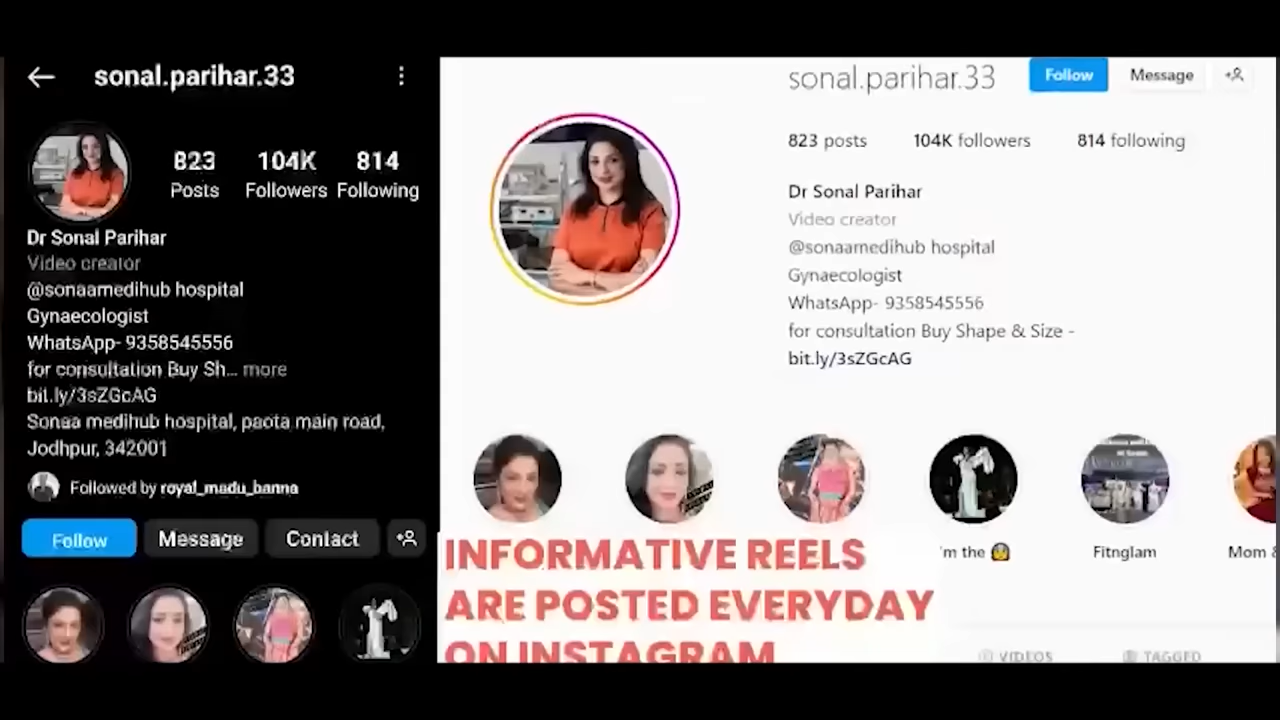 sonal.parihar.33
823 104K 814
Posts Followers Following
Dr Sonal Parihar
Video creator
@sonaamedihub hospital
Gynaecologist
WhatsApp- 9358545556
for consultation Buy Sh... more
bit.ly/3sZGcAG
Sonaa medihub hospital, paota main road,
Jodhpur, 342001
Followed by royal_madu_banna
Follow Message Contact
sonal.parihar.33 Follow Message
823 posts 104K followers 814 following
Dr Sonal Parihar
Video creator
@sonaamedihub hospital
Gynaecologist
WhatsApp- 9358545556
for consultation Buy Shape & Size -
bit.ly/3sZGcAG
'm the 👰 Fitnglam Mom &
INFORMATIVE REELS
ARE POSTED EVERYDAY
ON INSTAGRAM
VIDEOS TAGGED